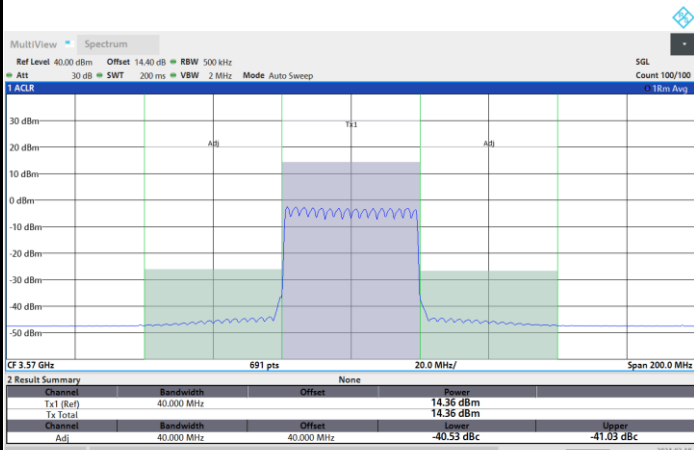 MultiView Spectrum
Ref Level 40.00 dBm Offset 14.40 dB RBW 500 kHz SGL
Att 30 dB SWT 200 ms VBW 2 MHz Mode Auto Sweep Count 100/100
1 ACLR 1Rm Avg
30 dBm
Tx1
20 dBm
Adj Adj
10 dBm
0 dBm
-10 dBm
-20 dBm
-30 dBm
-40 dBm
-50 dBm
CF 3.57 GHz 691 pts 20.0 MHz/ Span 200.0 MHz
2 Result Summary None
Channel Bandwidth Offset Power
Tx1 (Ref) 40.000 MHz 14.36 dBm
Tx Total 14.36 dBm
Channel Bandwidth Offset Lower Upper
Adj 40.000 MHz 40.000 MHz -40.53 dBc -41.03 dBc